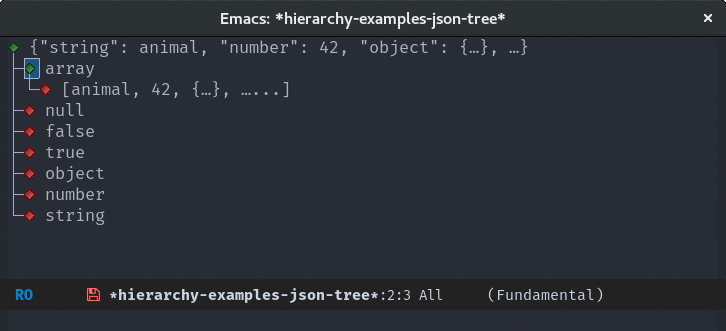 Emacs: *hierarchy-examples-json-tree*
{"string": animal, "number": 42, "object": {…}, …}
array
[animal, 42, {…}, …...]
null
false
true
object
number
string
RO *hierarchy-examples-json-tree*:2:3 All (Fundamental)